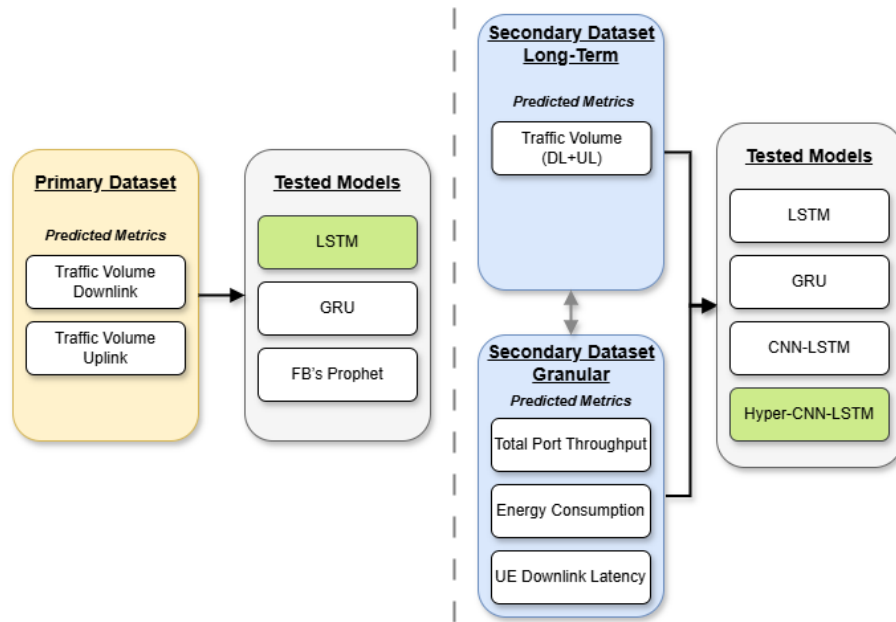 Primary Dataset
Predicted Metrics
Traffic Volume
Downlink
Traffic Volume
Uplink
Tested Models
LSTM
GRU
FB's Prophet
Secondary Dataset
Long-Term
Predicted Metrics
Traffic Volume
(DL+UL)
Secondary Dataset
Granular
Predicted Metrics
Total Port Throughput
Energy Consumption
UE Downlink Latency
Tested Models
LSTM
GRU
CNN-LSTM
Hyper-CNN-LSTM